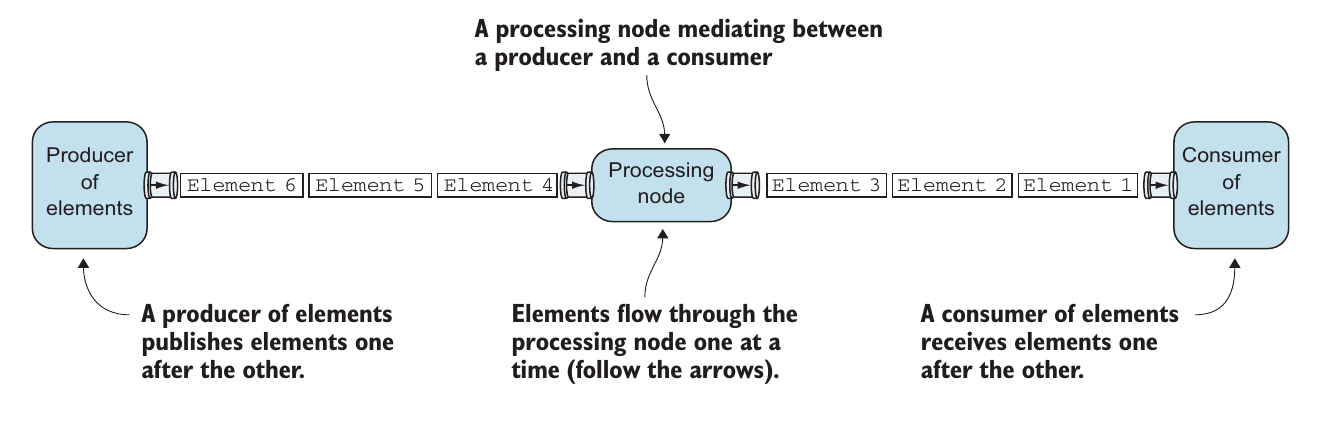 A processing node mediating between
a producer and a consumer
Producer
of
elements
Element 6
Element 5
Element 4
Processing
node
Element 3
Element 2
Element 1
Consumer
of
elements
A producer of elements
publishes elements one
after the other.
Elements flow through the
processing node one at a
time (follow the arrows).
A consumer of elements
receives elements one
after the other.